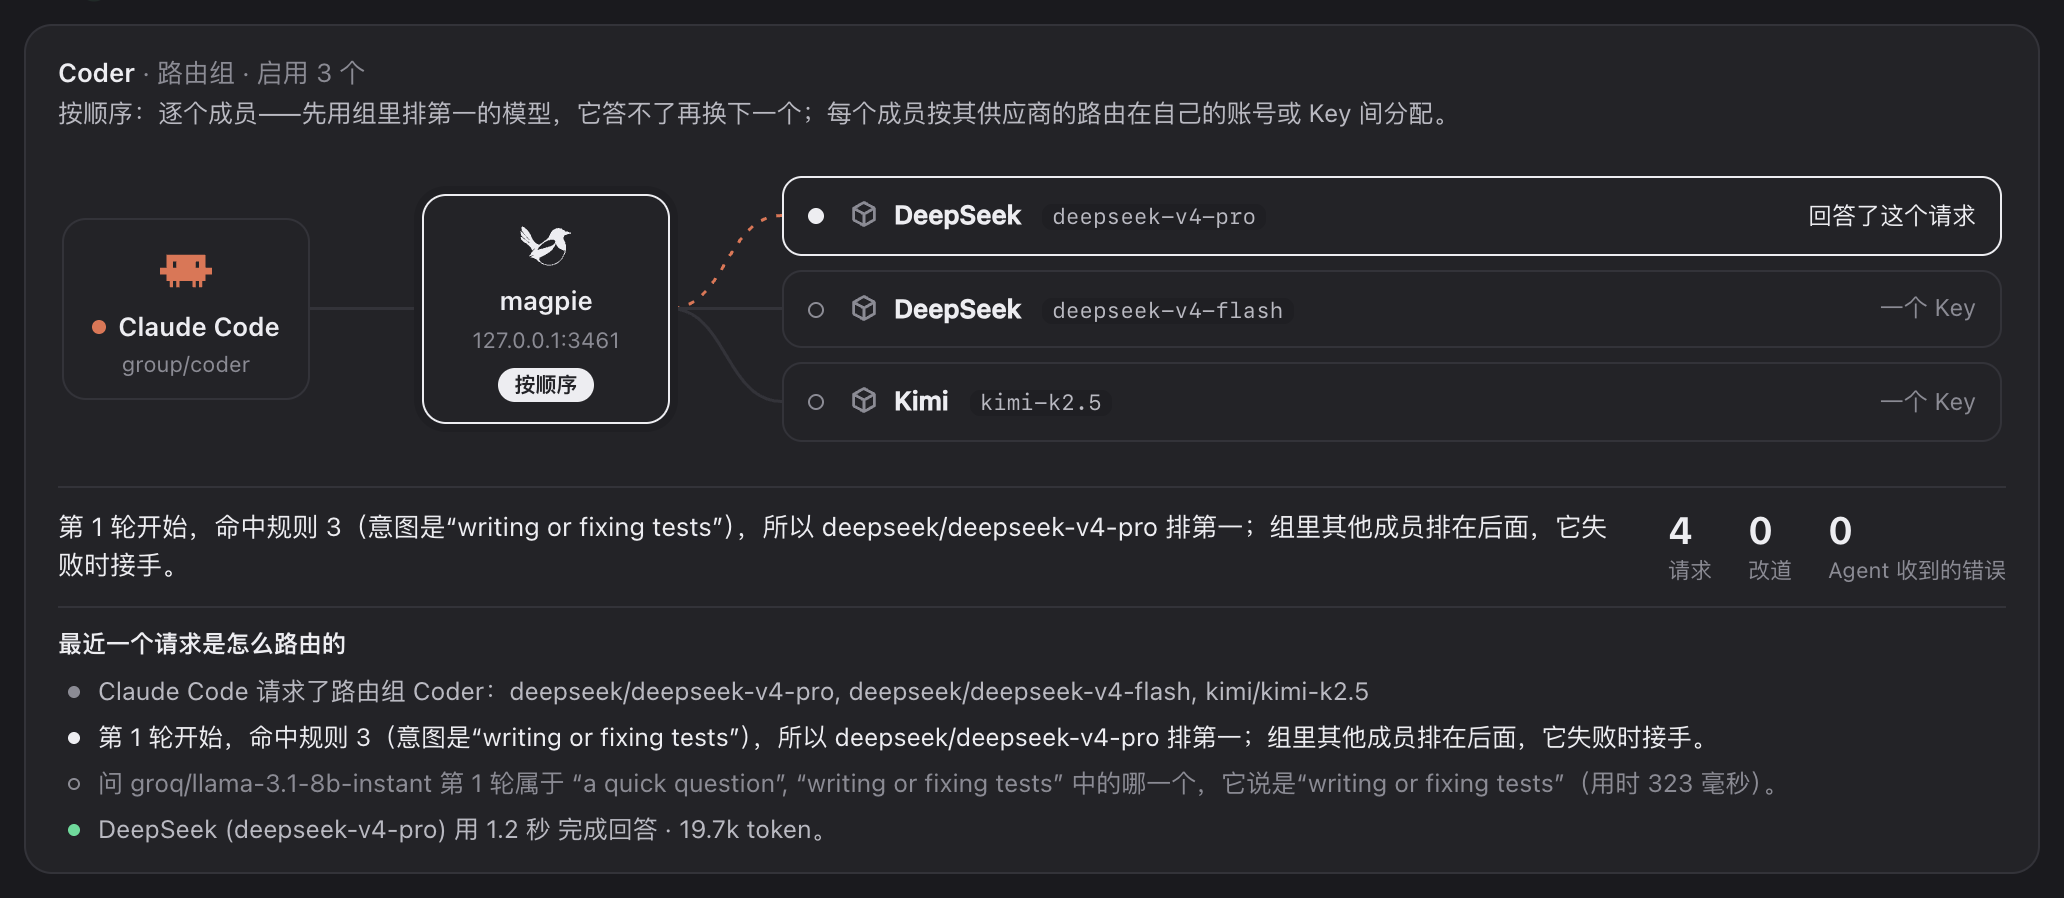 Coder · 路由组 · 启用 3 个
按顺序：逐个成员——先用组里排第一的模型，它答不了再换下一个；每个成员按其供应商的路由在自己的账号或 Key 间分配。
Claude Code
group/coder
magpie
127.0.0.1:3461
按顺序
DeepSeek deepseek-v4-pro 回答了这个请求
DeepSeek deepseek-v4-flash 一个 Key
Kimi kimi-k2.5 一个 Key
第 1 轮开始，命中规则 3（意图是“writing or fixing tests”），所以 deepseek/deepseek-v4-pro 排第一；组里其他成员排在后面，它失
败时接手。
4 0 0
请求 改道 Agent 收到的错误
最近一个请求是怎么路由的
Claude Code 请求了路由组 Coder：deepseek/deepseek-v4-pro, deepseek/deepseek-v4-flash, kimi/kimi-k2.5
第 1 轮开始，命中规则 3（意图是“writing or fixing tests”），所以 deepseek/deepseek-v4-pro 排第一；组里其他成员排在后面，它失败时接手。
问 groq/llama-3.1-8b-instant 第 1 轮属于 “a quick question”, “writing or fixing tests” 中的哪一个，它说是“writing or fixing tests”（用时 323 毫秒）。
DeepSeek (deepseek-v4-pro) 用 1.2 秒 完成回答 · 19.7k token。